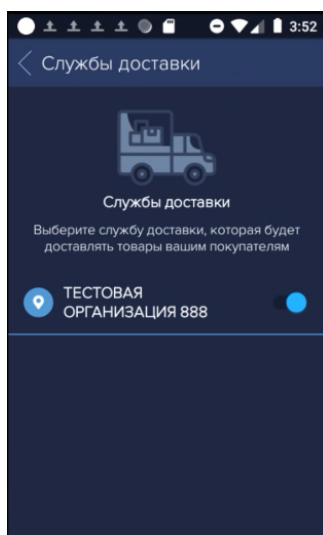 3:52
Службы доставки
Службы доставки
Выберите службу доставки, которая будет
доставлять товары вашим покупателям
ТЕСТОВАЯ
ОРГАНИЗАЦИЯ 888